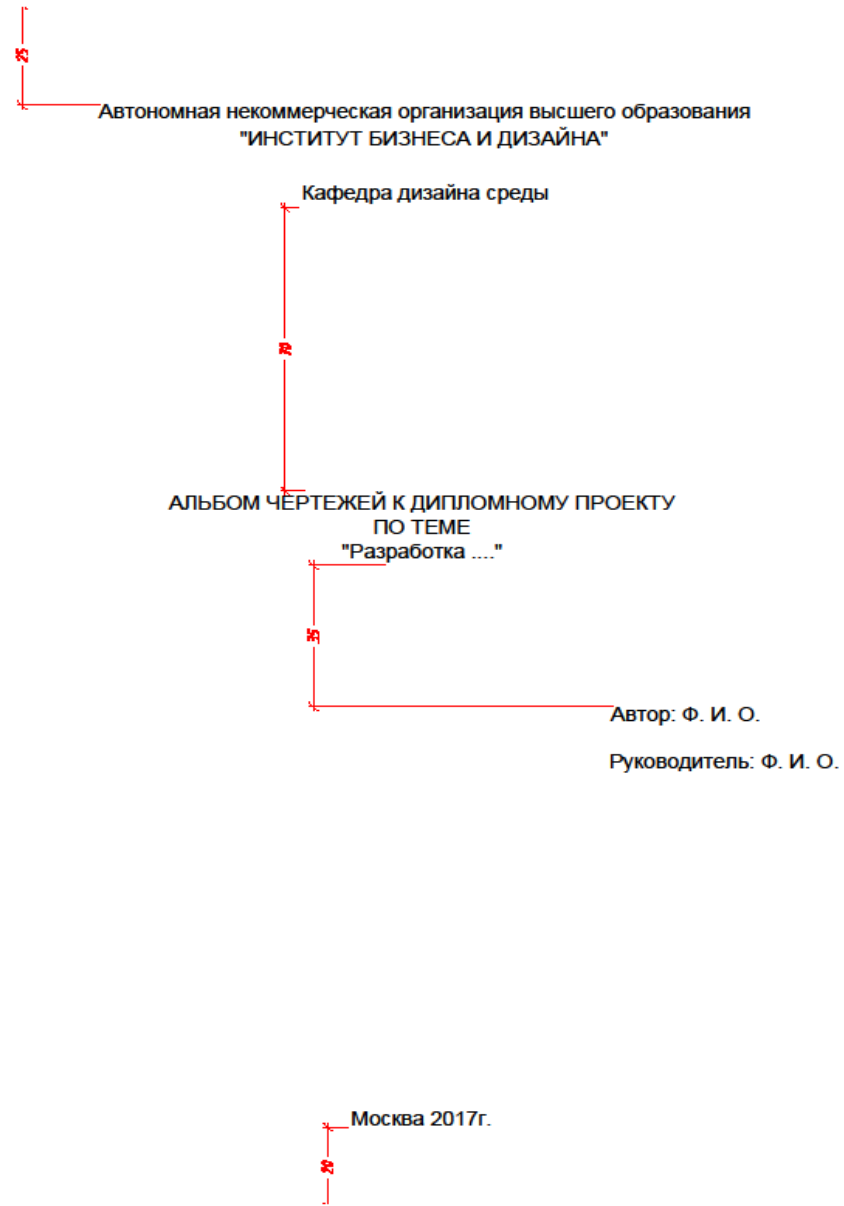 25
Автономная некоммерческая организация высшего образования
"ИНСТИТУТ БИЗНЕСА И ДИЗАЙНА"
Кафедра дизайна среды
70
АЛЬБОМ ЧЕРТЕЖЕЙ К ДИПЛОМНОМУ ПРОЕКТУ
ПО ТЕМЕ
"Разработка ...."
35
Автор: Ф. И. О.
Руководитель: Ф. И. О.
Москва 2017г.
20